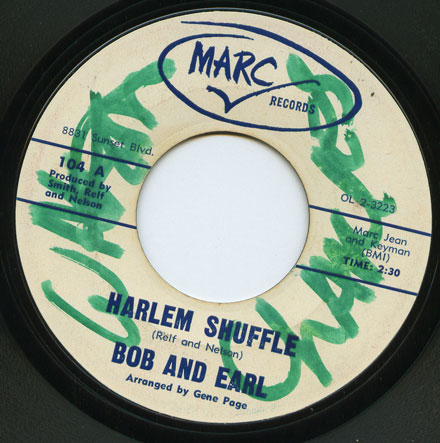 MARC
RECORDS
8831 Sunset Blvd.
104 A
Produced by
Smith, Relf
and Nelson
OL 2-3223
Marc Jean
and Keyman
(BMI)
TIME: 2:30
HARLEM SHUFFLE
(Relf and Nelson)
BOB AND EARL
Arranged by Gene Page